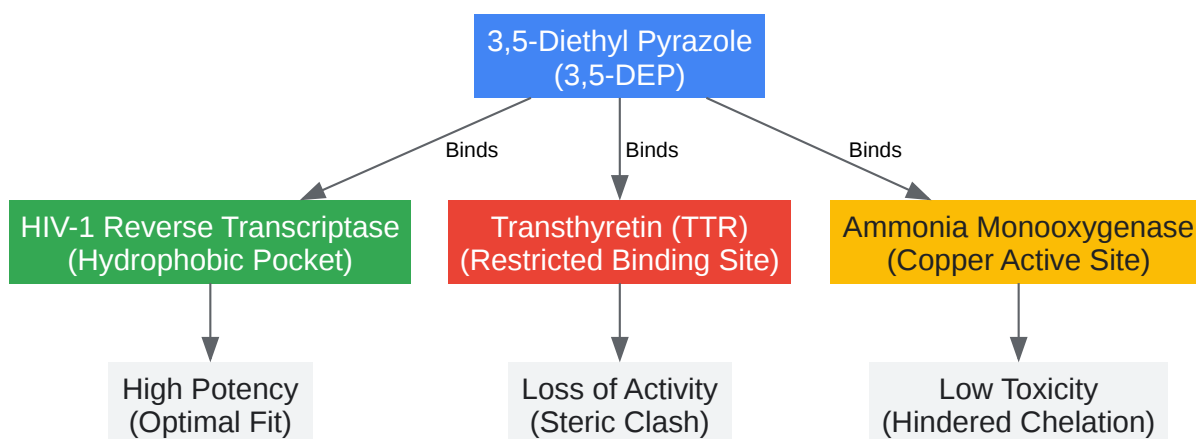 3,5-Diethyl Pyrazole
(3,5-DEP)
Binds
Binds
Binds
HIV-1 Reverse Transcriptase
(Hydrophobic Pocket)
Transthyretin (TTR)
(Restricted Binding Site)
Ammonia Monooxygenase
(Copper Active Site)
High Potency
(Optimal Fit)
Loss of Activity
(Steric Clash)
Low Toxicity
(Hindered Chelation)